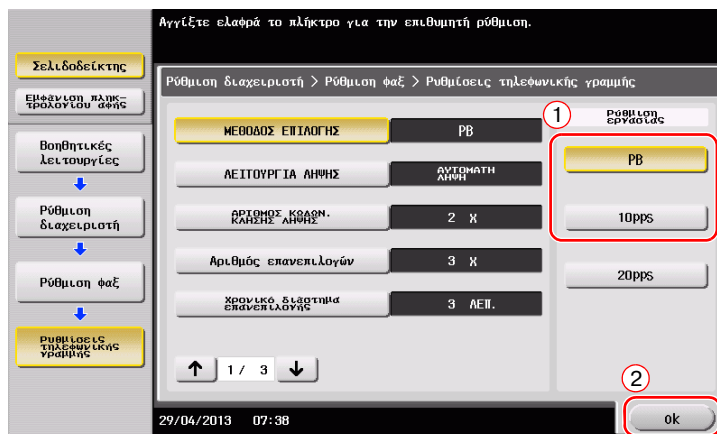 Αγγίξτε ελαφρά το πλήκτρο για την επιθυμητή ρύθμιση.
Σελιδοδείκτης
Εμφάνιση πληκ-
τρολογίου αφής
Βοηθητικές
λειτουργίες
Ρύθμιση
διαχειριστή
Ρύθμιση φαξ
Ρυθμίσεις
τηλεφωνικής
γραμμής
Ρύθμιση διαχειριστή > Ρύθμιση φαξ > Ρυθμίσεις τηλεφωνικής γραμμής
ΜΕΘΟΔΟΣ ΕΠΙΛΟΓΗΣ PB
ΛΕΙΤΟΥΡΓΙΑ ΛΗΨΗΣ ΑΥΤΟΜΑΤΗ
ΛΗΨΗ
ΑΡΙΘΜΟΣ ΚΩΔΩΝ.
ΚΛΗΣΗΣ ΛΗΨΗΣ 2 X
Αριθμός επανεπιλογών 3 X
Χρονικό διάστημα
επανεπιλογής 3 ΛΕΠ.
1/ 3
1
Ρύθμιση
εργασίας
PB
10pps
20pps
2
ok
29/04/2013 07:38